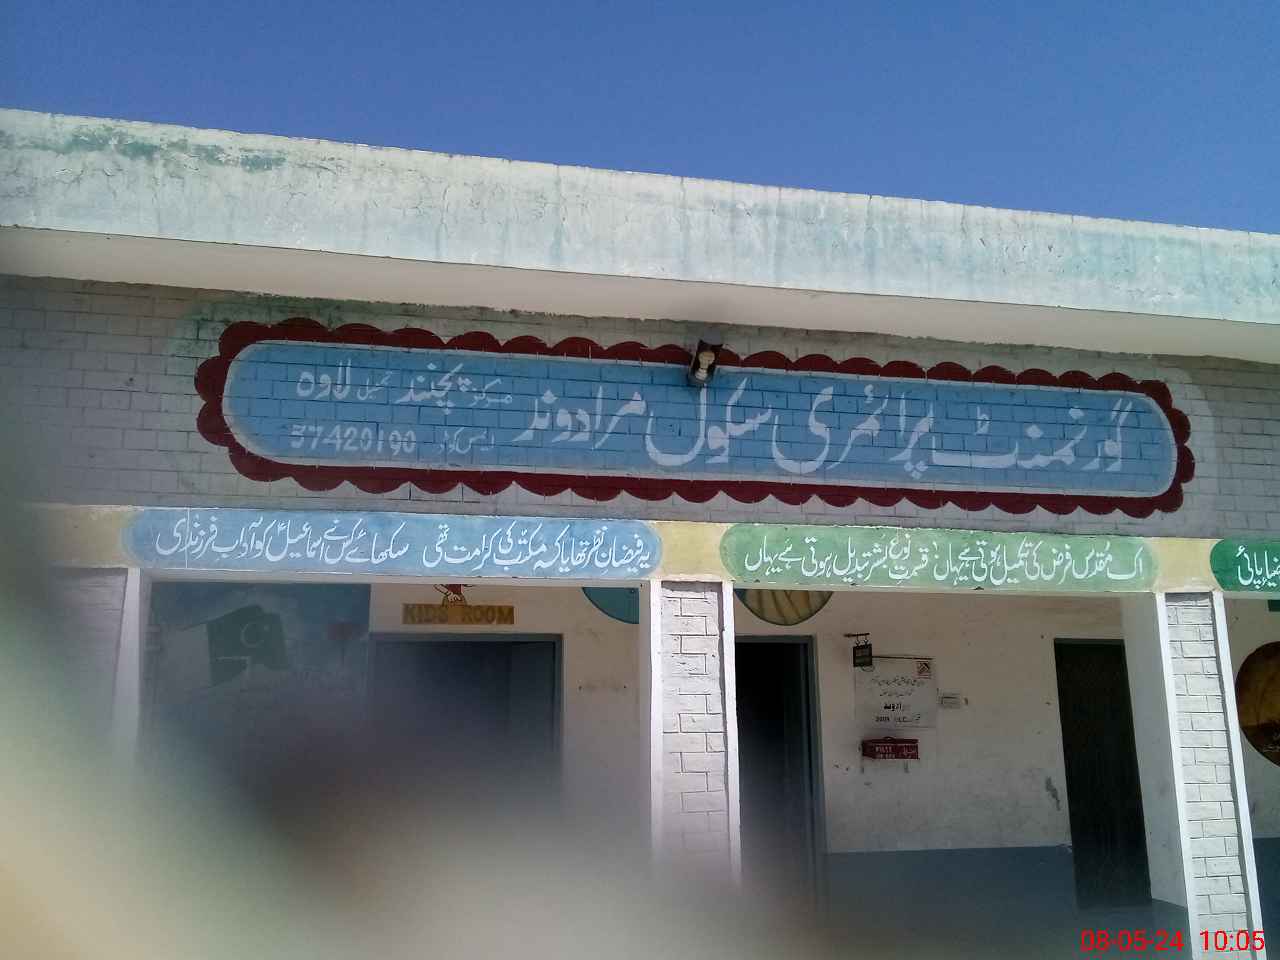 گورنمنٹ پرائمری سکول مرادوند
مرکز پچنند تحصیل لاوہ
ایمس کوڈ 37420190
اک مقدس فرض کی تکمیل ہوتی ہے یہاں قسمت نوع بشر تبدیل ہوتی ہے یہاں
یہ فیضان نظر تھا یا کہ مکتب کی کرامت تھی سکھائے کس نے اسماعیل کو آداب فرزندی
KIDS ROOM
FIRST
08-05-24 10:05